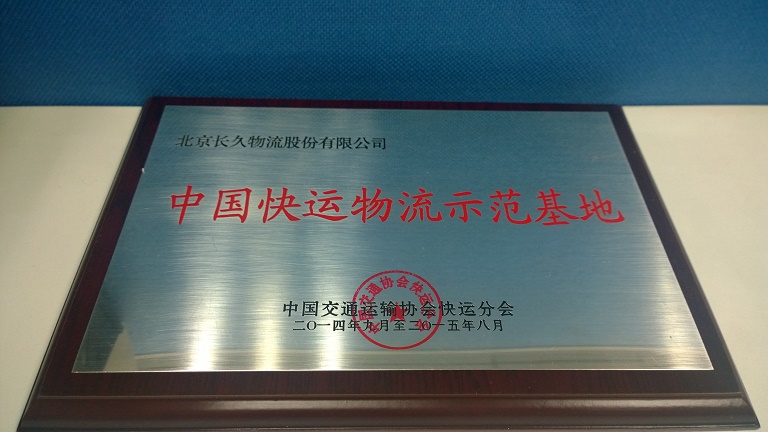 北京长久物流股份有限公司
中国快运物流示范基地
中国交通运输协会快运分会
二〇一四年九月至二〇一五年八月